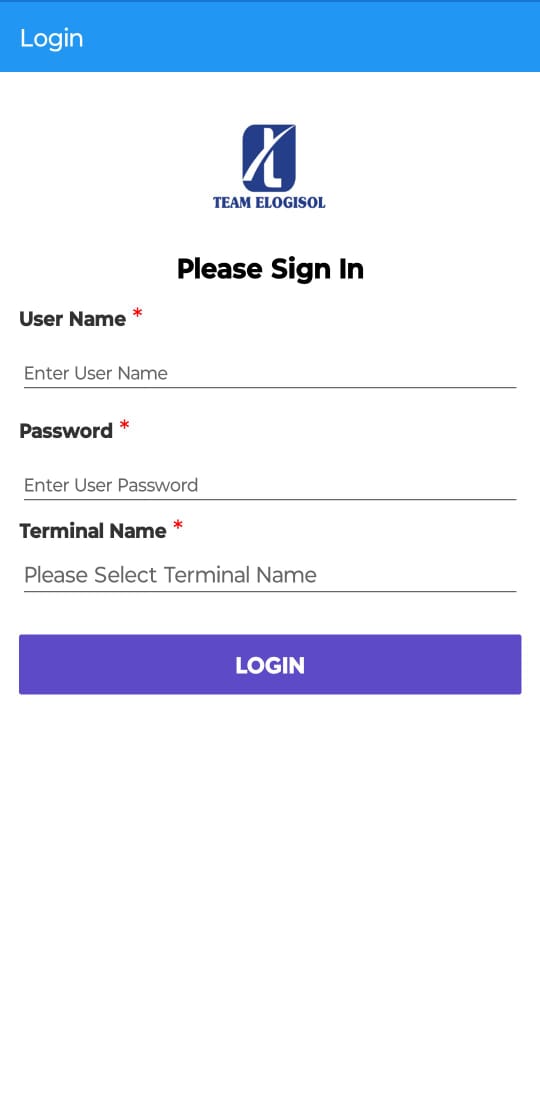 Login
TEAM ELOGISOL
Please Sign In
User Name *
Enter User Name
Password *
Enter User Password
Terminal Name *
Please Select Terminal Name
LOGIN